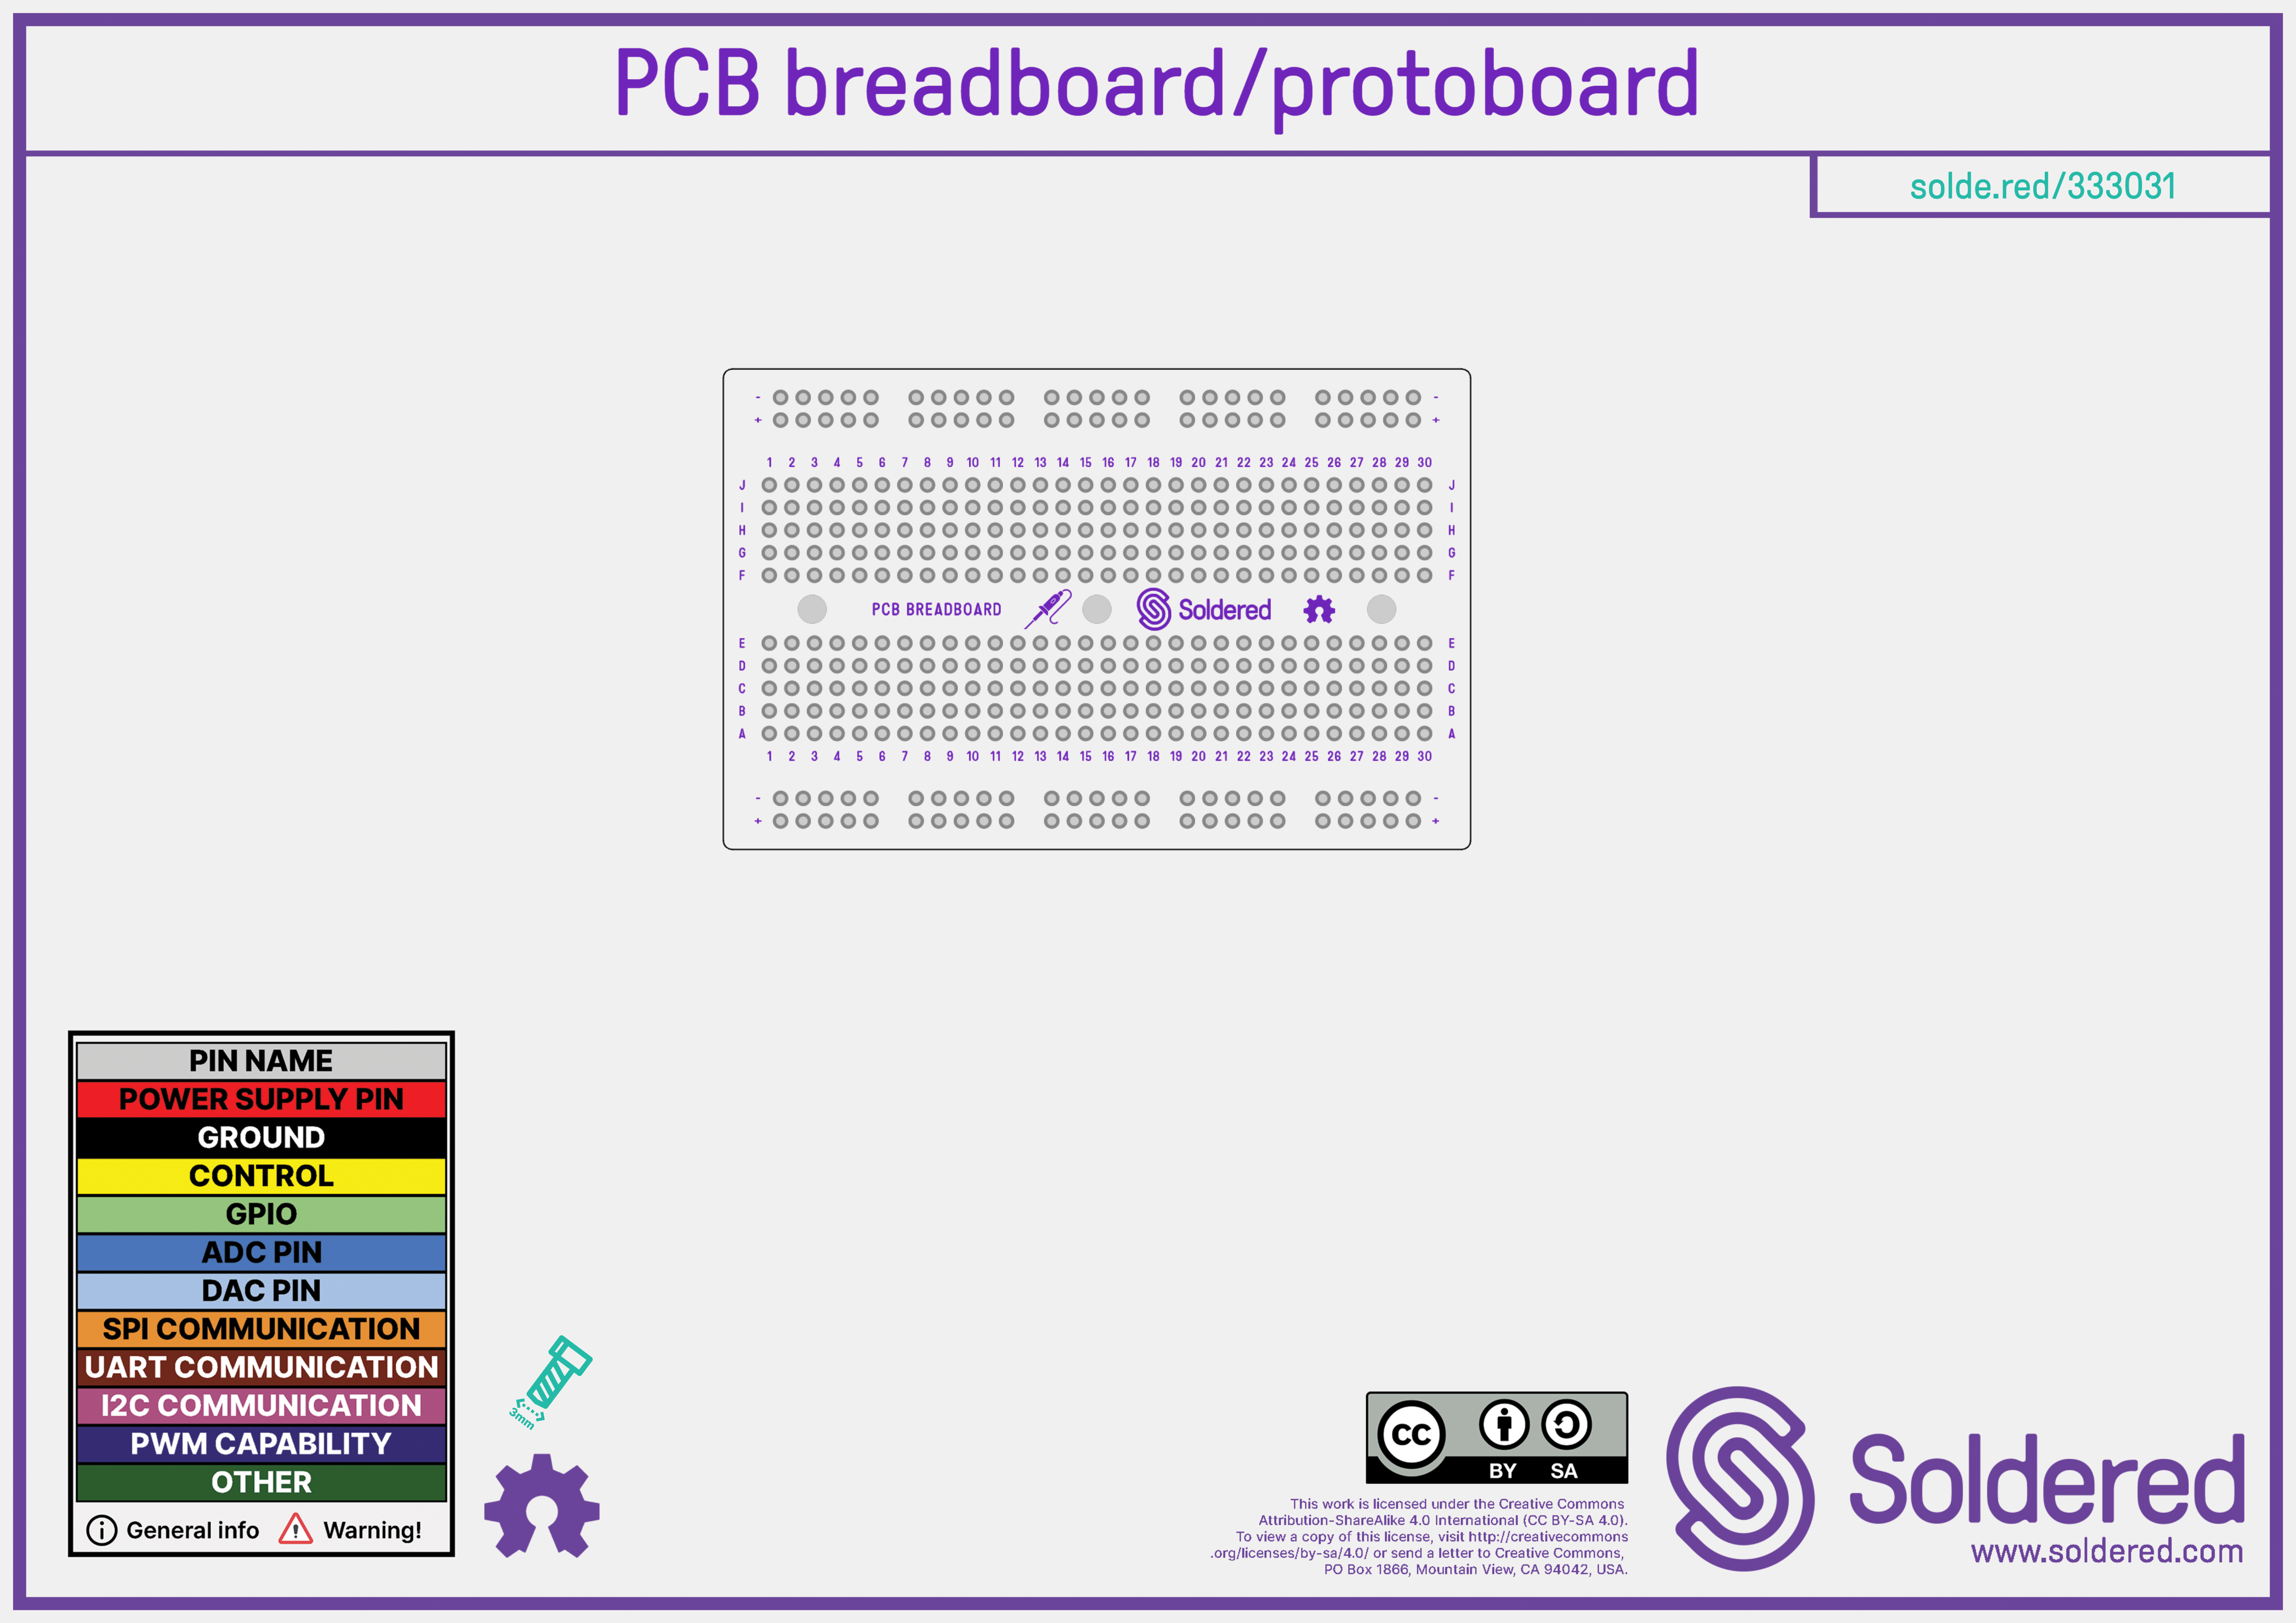 PCB breadboard/protoboard
solde.red/333031
- -
+ +
1 2 3 4 5 6 7 8 9 10 11 12 13 14 15 16 17 18 19 20 21 22 23 24 25 26 27 28 29 30
J J
I I
H H
G G
F F
PCB BREADBOARD Soldered
E E
D D
C C
B B
A A
1 2 3 4 5 6 7 8 9 10 11 12 13 14 15 16 17 18 19 20 21 22 23 24 25 26 27 28 29 30
- -
+ +
PIN NAME
POWER SUPPLY PIN
GROUND
CONTROL
GPIO
ADC PIN
DAC PIN
SPI COMMUNICATION
UART COMMUNICATION
I2C COMMUNICATION
PWM CAPABILITY
OTHER
General info Warning!
3mm
CC
BY SA
This work is licensed under the Creative Commons
Attribution-ShareAlike 4.0 International (CC BY-SA 4.0).
To view a copy of this license, visit http://creativecommons
.org/licenses/by-sa/4.0/ or send a letter to Creative Commons,
PO Box 1866, Mountain View, CA 94042, USA.
Soldered
www.soldered.com